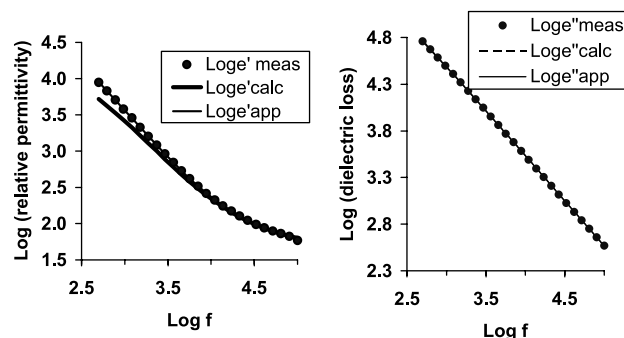 Loge' meas
Loge'calc
Loge'app
4.5
4.0
3.5
3.0
2.5
2.0
1.5
2.5
3.5
4.5
Log f
Log (relative permittivity)
Loge"meas
Loge"calc
Loge"app
4.8
4.3
3.8
3.3
2.8
2.3
2.5
3.5
4.5
Log f
Log (dielectric loss)